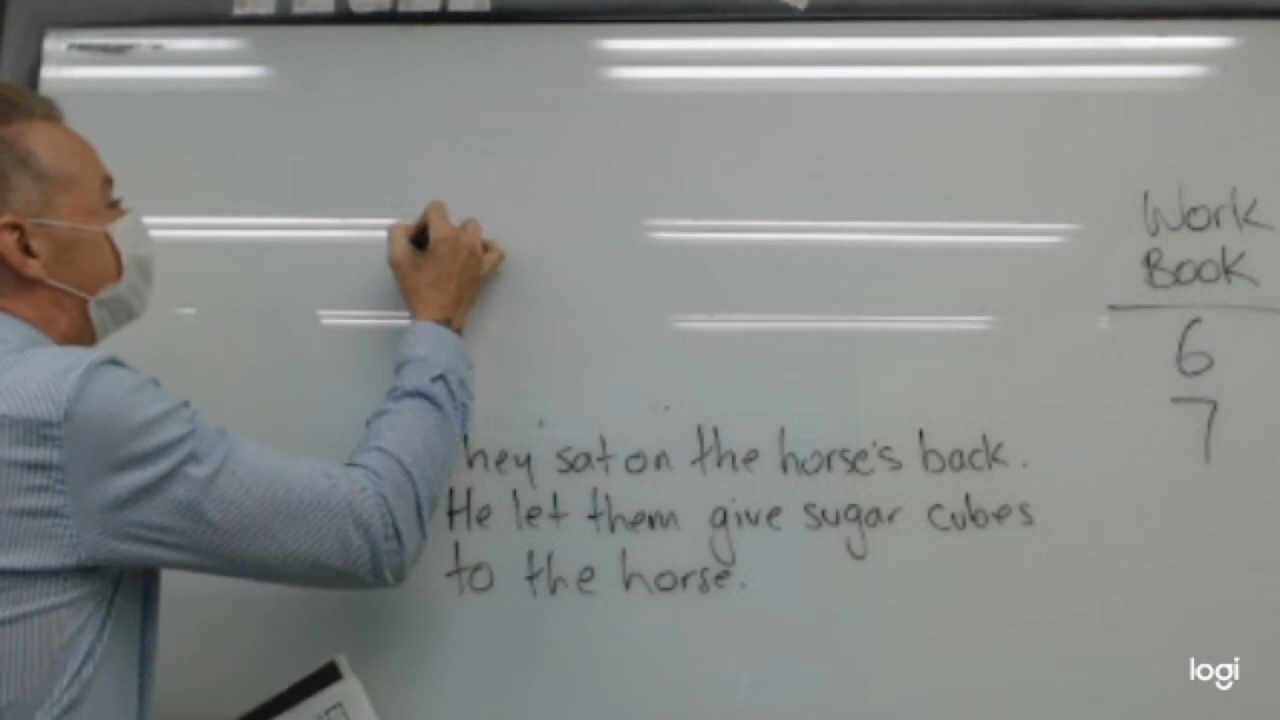 Work
Book
6
7
They sat on the horse's back.
He let them give sugar cubes
to the horse.
logi